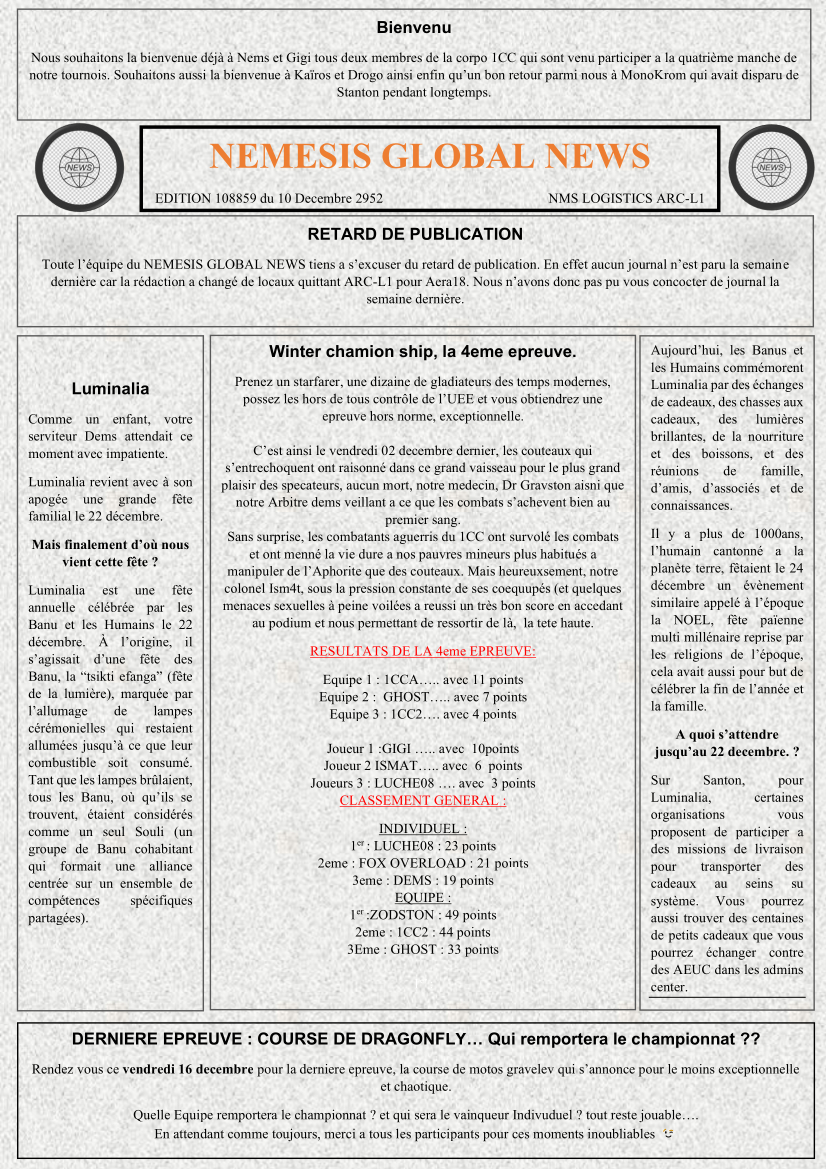 Bienvenu
Nous souhaitons la bienvenue déjà à Nems et Gigi tous deux membres de la corpo 1CC qui sont venu participer a la quatrième manche de
notre tournois. Souhaitons aussi la bienvenue à Kaïros et Drogo ainsi enfin qu’un bon retour parmi nous à MonoKrom qui avait disparu de
Stanton pendant longtemps.
NEWS
NEMESIS GLOBAL NEWS
NEWS
EDITION 108859 du 10 Decembre 2952 NMS LOGISTICS ARC-L1
RETARD DE PUBLICATION
Toute l’équipe du NEMESIS GLOBAL NEWS tiens a s’excuser du retard de publication. En effet aucun journal n’est paru la semaine
dernière car la rédaction a changé de locaux quittant ARC-L1 pour Aera18. Nous n’avons donc pas pu vous concocter de journal la
semaine dernière.
Luminalia
Comme un enfant, votre
serviteur Dems attendait ce
moment avec impatiente.
Luminalia revient avec à son
apogée une grande fête
familial le 22 décembre.
Mais finalement d’où nous
vient cette fête ?
Luminalia est une fête
annuelle célébrée par les
Banu et les Humains le 22
décembre. À l’origine, il
s’agissait d’une fête des
Banu, la “tsikti efanga” (fête
de la lumière), marquée par
l’allumage de lampes
cérémonielles qui restaient
allumées jusqu’à ce que leur
combustible soit consumé.
Tant que les lampes brûlaient,
tous les Banu, où qu’ils se
trouvent, étaient considérés
comme un seul Souli (un
groupe de Banu cohabitant
qui formait une alliance
centrée sur un ensemble de
compétences spécifiques
partagées).
Winter chamion ship, la 4eme epreuve.
Prenez un starfarer, une dizaine de gladiateurs des temps modernes,
possez les hors de tous contrôle de l’UEE et vous obtiendrez une
epreuve hors norme, exceptionnelle.
C’est ainsi le vendredi 02 decembre dernier, les couteaux qui
s’entrechoquent ont raisonné dans ce grand vaisseau pour le plus grand
plaisir des specateurs, aucun mort, notre medecin, Dr Gravston aisni que
notre Arbitre dems veillant a ce que les combats s’achevent bien au
premier sang.
Sans surprise, les combatants aguerris du 1CC ont survolé les combats
et ont menné la vie dure a nos pauvres mineurs plus habitués a
manipuler de l’Aphorite que des couteaux. Mais heureuxsement, notre
colonel Ism4t, sous la pression constante de ses coequupés (et quelques
menaces sexuelles à peine voilées a reussi un très bon score en accedant
au podium et nous permettant de ressortir de là, la tete haute.
RESULTATS DE LA 4eme EPREUVE:
Equipe 1 : 1CCA….. avec 11 points
Equipe 2 : GHOST….. avec 7 points
Equipe 3 : 1CC2…. avec 4 points
Joueur 1 :GIGI ….. avec 10points
Joueur 2 ISMAT….. avec 6 points
Joueurs 3 : LUCHE08 …. avec 3 points
CLASSEMENT GENERAL :
INDIVIDUEL :
1er : LUCHE08 : 23 points
2eme : FOX OVERLOAD : 21 points
3eme : DEMS : 19 points
EQUIPE :
1er :ZODSTON : 49 points
2eme : 1CC2 : 44 points
3Eme : GHOST : 33 points
Aujourd’hui, les Banus et
les Humains commémorent
Luminalia par des échanges
de cadeaux, des chasses aux
cadeaux, des lumières
brillantes, de la nourriture
et des boissons, et des
réunions de famille,
d’amis, d’associés et de
connaissances.
Il y a plus de 1000ans,
l’humain cantonné a la
planète terre, fêtaient le 24
décembre un évènement
similaire appelé à l’époque
la NOEL, fête païenne
multi millénaire reprise par
les religions de l’époque,
cela avait aussi pour but de
célébrer la fin de l’année et
la famille.
A quoi s’attendre
jusqu’au 22 decembre. ?
Sur Santon, pour
Luminalia, certaines
organisations vous
proposent de participer a
des missions de livraison
pour transporter des
cadeaux au seins su
système. Vous pourrez
aussi trouver des centaines
de petits cadeaux que vous
pourrez échanger contre
des AEUC dans les admins
center.
DERNIERE EPREUVE : COURSE DE DRAGONFLY… Qui remportera le championnat ??
Rendez vous ce vendredi 16 decembre pour la derniere epreuve, la course de motos gravelev qui s’annonce pour le moins exceptionnelle
et chaotique.
Quelle Equipe remportera le championnat ? et qui sera le vainqueur Indivuduel ? tout reste jouable….
En attendant comme toujours, merci a tous les participants pour ces moments inoubliables